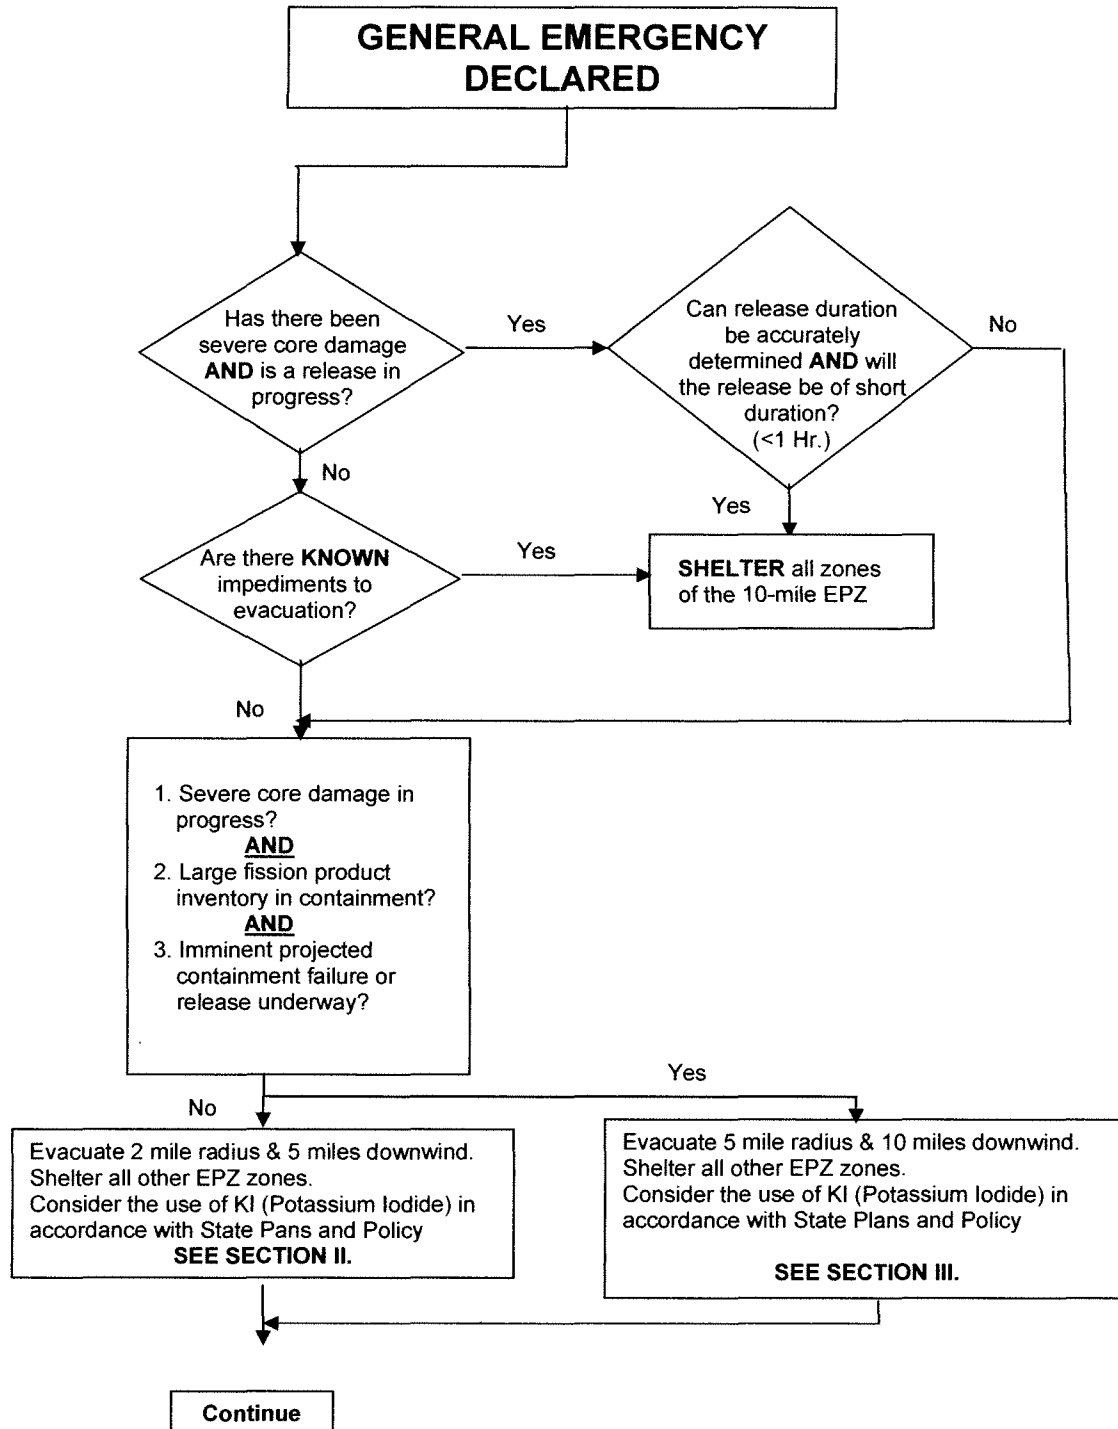 GENERAL EMERGENCY
DECLARED
Has there been
severe core damage
AND is a release in
progress?
Yes
Can release duration
be accurately
determined AND will
the release be of short
duration?
(<1 Hr.)
No
No
Yes
Are there KNOWN
impediments to
evacuation?
Yes
SHELTER all zones
of the 10-mile EPZ
No
1. Severe core damage in
progress?
AND
2. Large fission product
inventory in containment?
AND
3. Imminent projected
containment failure or
release underway?
Yes
No
Evacuate 2 mile radius & 5 miles downwind.
Shelter all other EPZ zones.
Consider the use of KI (Potassium Iodide) in
accordance with State Pans and Policy
SEE SECTION II.
Evacuate 5 mile radius & 10 miles downwind.
Shelter all other EPZ zones.
Consider the use of KI (Potassium Iodide) in
accordance with State Plans and Policy
SEE SECTION III.
Continue